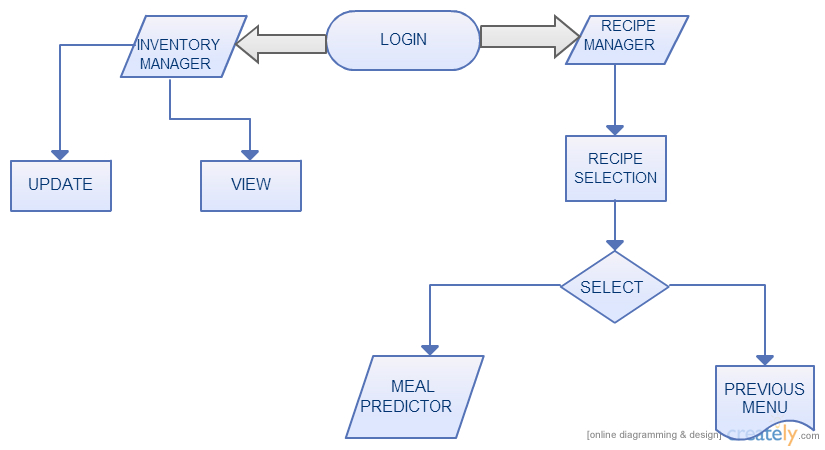 LOGIN
INVENTORY
MANAGER
RECIPE
MANAGER
UPDATE
VIEW
RECIPE
SELECTION
SELECT
MEAL
PREDICTOR
PREVIOUS
MENU
[online diagramming & design] creately.com